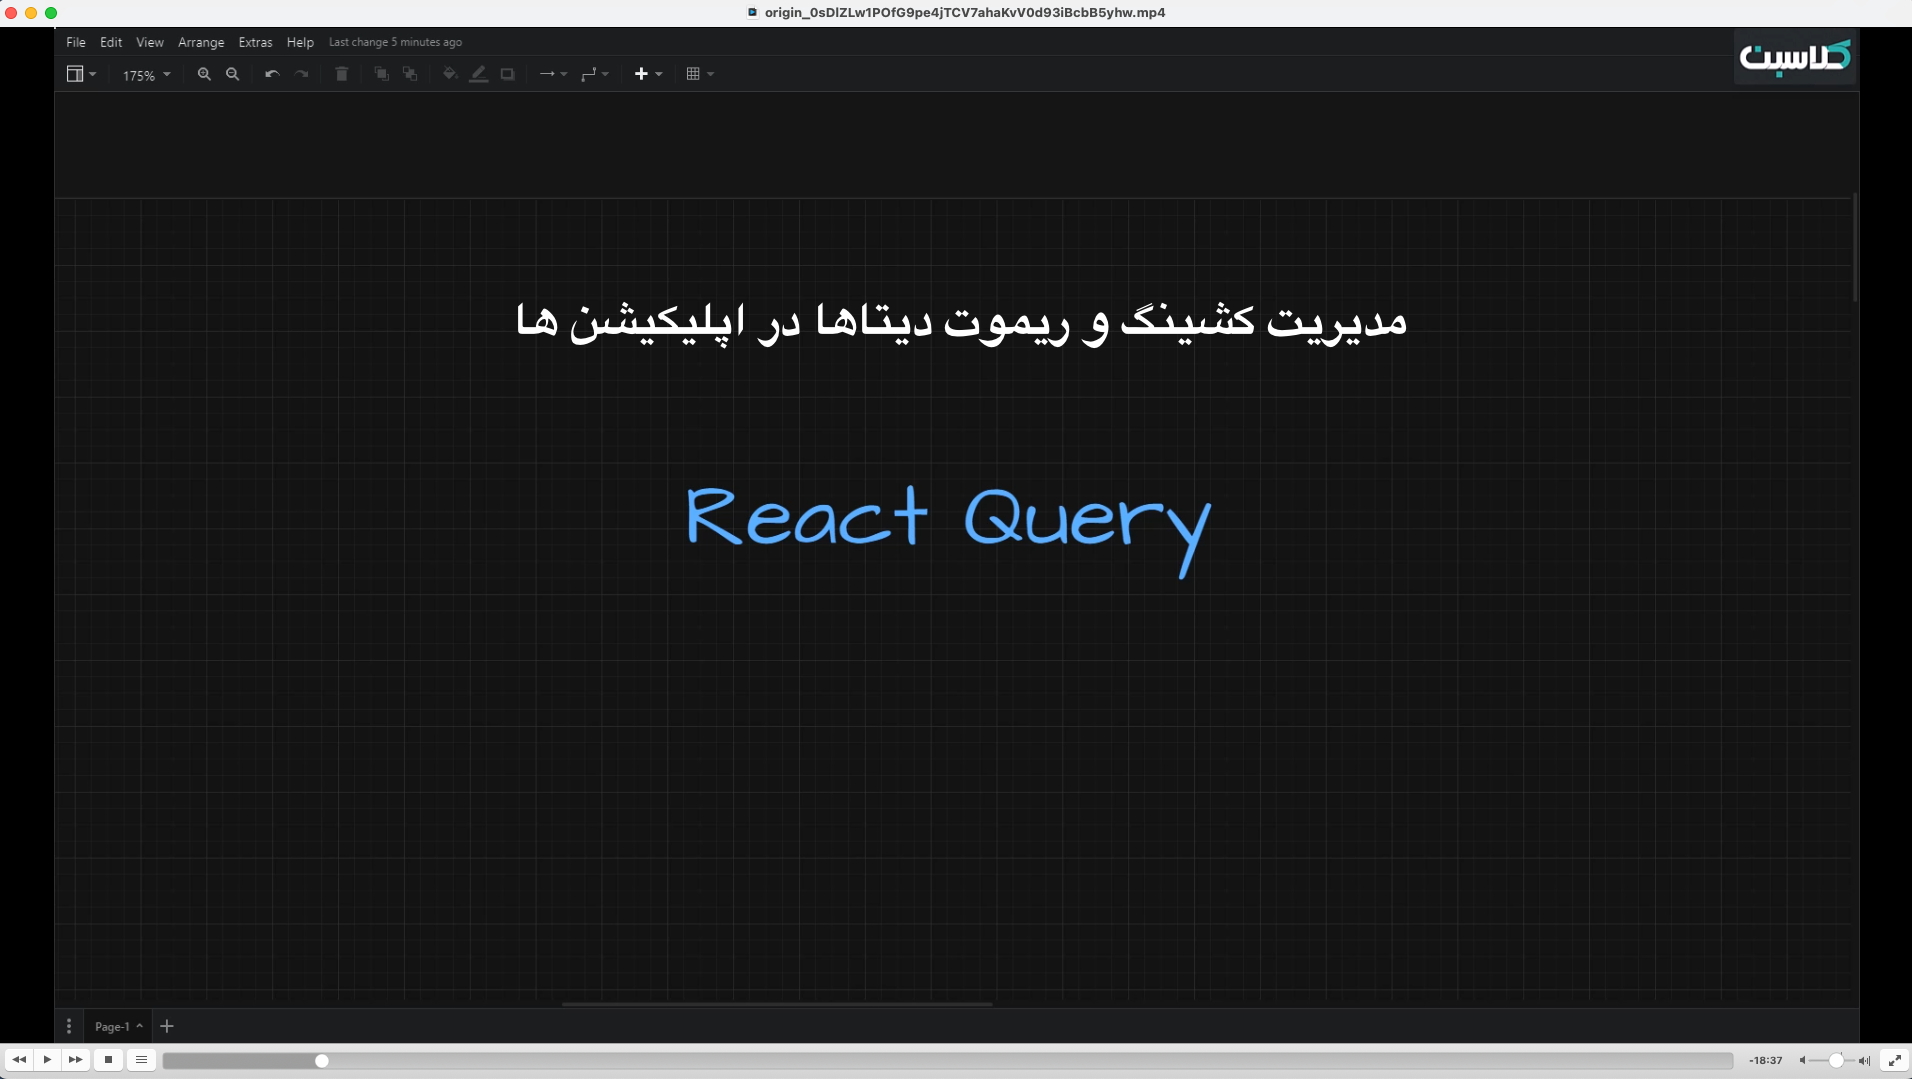 origin_0sDIZLw1POfG9pe4jTCV7ahaKvV0d93iBcbB5yhw.mp4
File Edit View Arrange Extras Help Last change 5 minutes ago
175%
کلاسبن
مدیریت کشینگ و ریموت دیتاها در اپلیکیشن ها
React Query
Page-1
-18:37